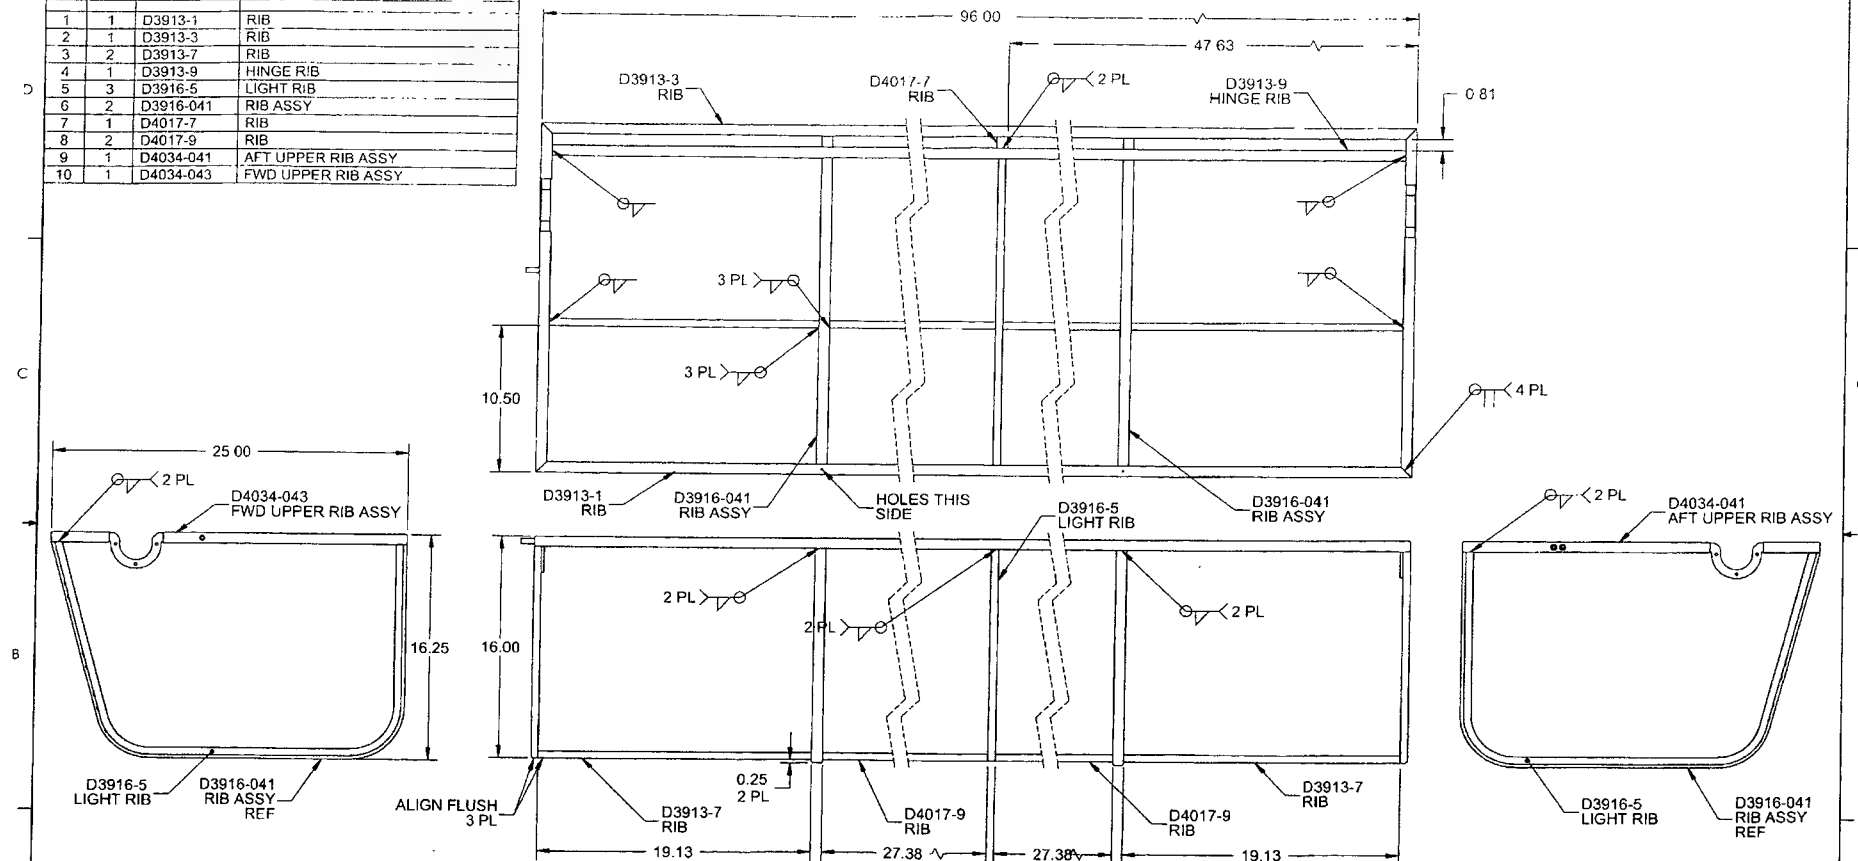 1 1 D3913-1 RIB
2 1 D3913-3 RIB
3 2 D3913-7 RIB
4 1 D3913-9 HINGE RIB
5 3 D3916-5 LIGHT RIB
6 2 D3916-041 RIB ASSY
7 1 D4017-7 RIB
8 2 D4017-9 RIB
9 1 D4034-041 AFT UPPER RIB ASSY
10 1 D4034-043 FWD UPPER RIB ASSY
96.00
47.63
D3913-3
RIB
D4017-7
RIB
2 PL
D3913-9
HINGE RIB
0.81
D
3 PL
3 PL
C
10.50
4 PL
25.00
2 PL
D4034-043
FWD UPPER RIB ASSY
D3913-1
RIB
D3916-041
RIB ASSY
HOLES THIS
SIDE
D3916-5
LIGHT RIB
D3916-041
RIB ASSY
2 PL
D4034-041
AFT UPPER RIB ASSY
2 PL
2 PL
2 PL
B
16.25
16.00
D3916-5
LIGHT RIB
D3916-041
RIB ASSY
REF
ALIGN FLUSH
3 PL
D3913-7
RIB
0.25
2 PL
D4017-9
RIB
D4017-9
RIB
D3913-7
RIB
D3916-5
LIGHT RIB
D3916-041
RIB ASSY
REF
19.13
27.38
27.38
19.13